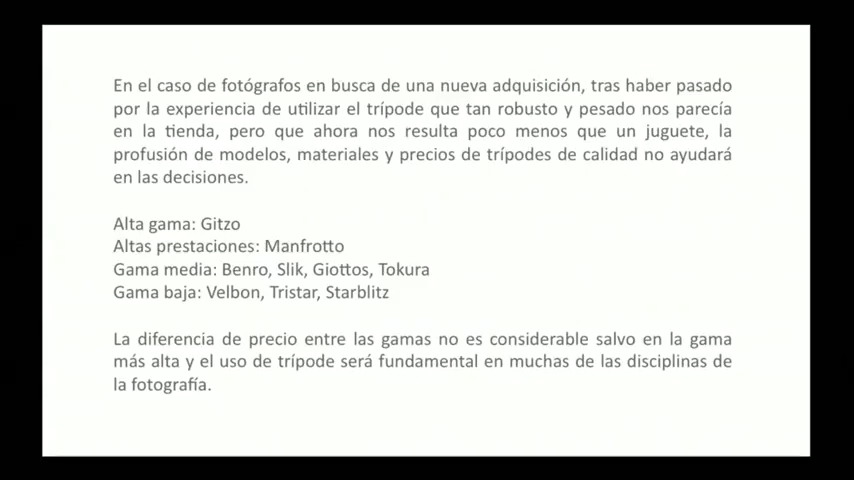 En el caso de fotógrafos en busca de una nueva adquisición, tras haber pasado
por la experiencia de utilizar el trípode que tan robusto y pesado nos parecía
en la tienda, pero que ahora nos resulta poco menos que un juguete, la
profusión de modelos, materiales y precios de trípodes de calidad no ayudará
en las decisiones.
Alta gama: Gitzo
Altas prestaciones: Manfrotto
Gama media: Benro, Slik, Giottos, Tokura
Gama baja: Velbon, Tristar, Starblitz
La diferencia de precio entre las gamas no es considerable salvo en la gama
más alta y el uso de trípode será fundamental en muchas de las disciplinas de
la fotografía.